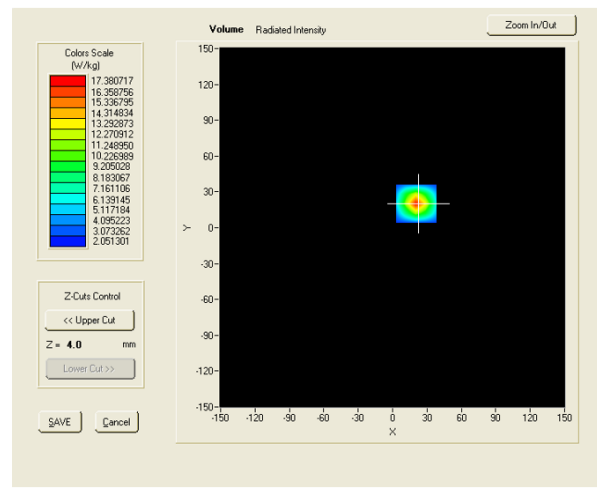 Volume Radiated Intensity
Zoom In/Out
Colors Scale
(W/kg)
17.380717
16.358756
15.336795
14.314834
13.292873
12.270912
11.248950
10.226989
9.205028
8.183067
7.161106
6.139145
5.117184
4.095223
3.073262
2.051301
Z-Cuts Control
<< Upper Cut
Z = 4.0 mm
Lower Cut >>
SAVE Cancel
150
120
90
60
30
Y 0
-30
-60
-90
-120
-150
-150 -120 -90 -60 -30 0 30 60 90 120 150
X